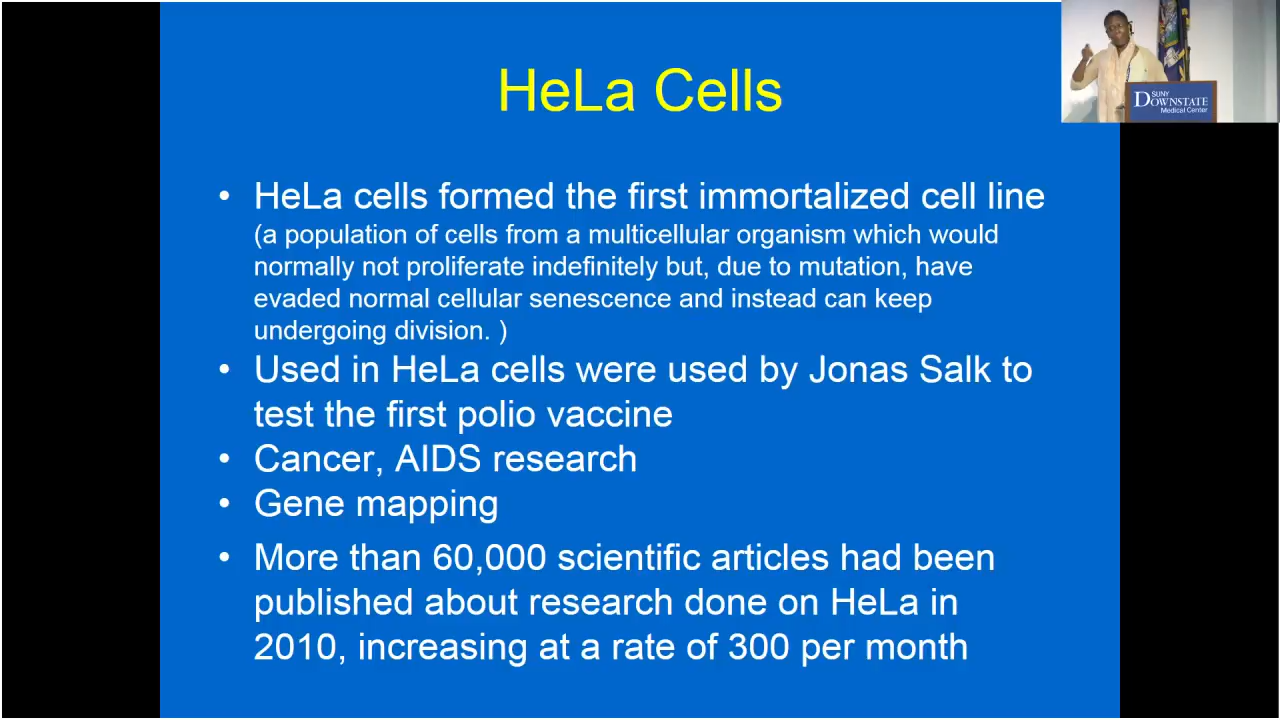 HeLa Cells
SUNY
DOWNSTATE
Medical Center
• HeLa cells formed the first immortalized cell line
(a population of cells from a multicellular organism which would
normally not proliferate indefinitely but, due to mutation, have
evaded normal cellular senescence and instead can keep
undergoing division. )
• Used in HeLa cells were used by Jonas Salk to
test the first polio vaccine
• Cancer, AIDS research
• Gene mapping
• More than 60,000 scientific articles had been
published about research done on HeLa in
2010, increasing at a rate of 300 per month